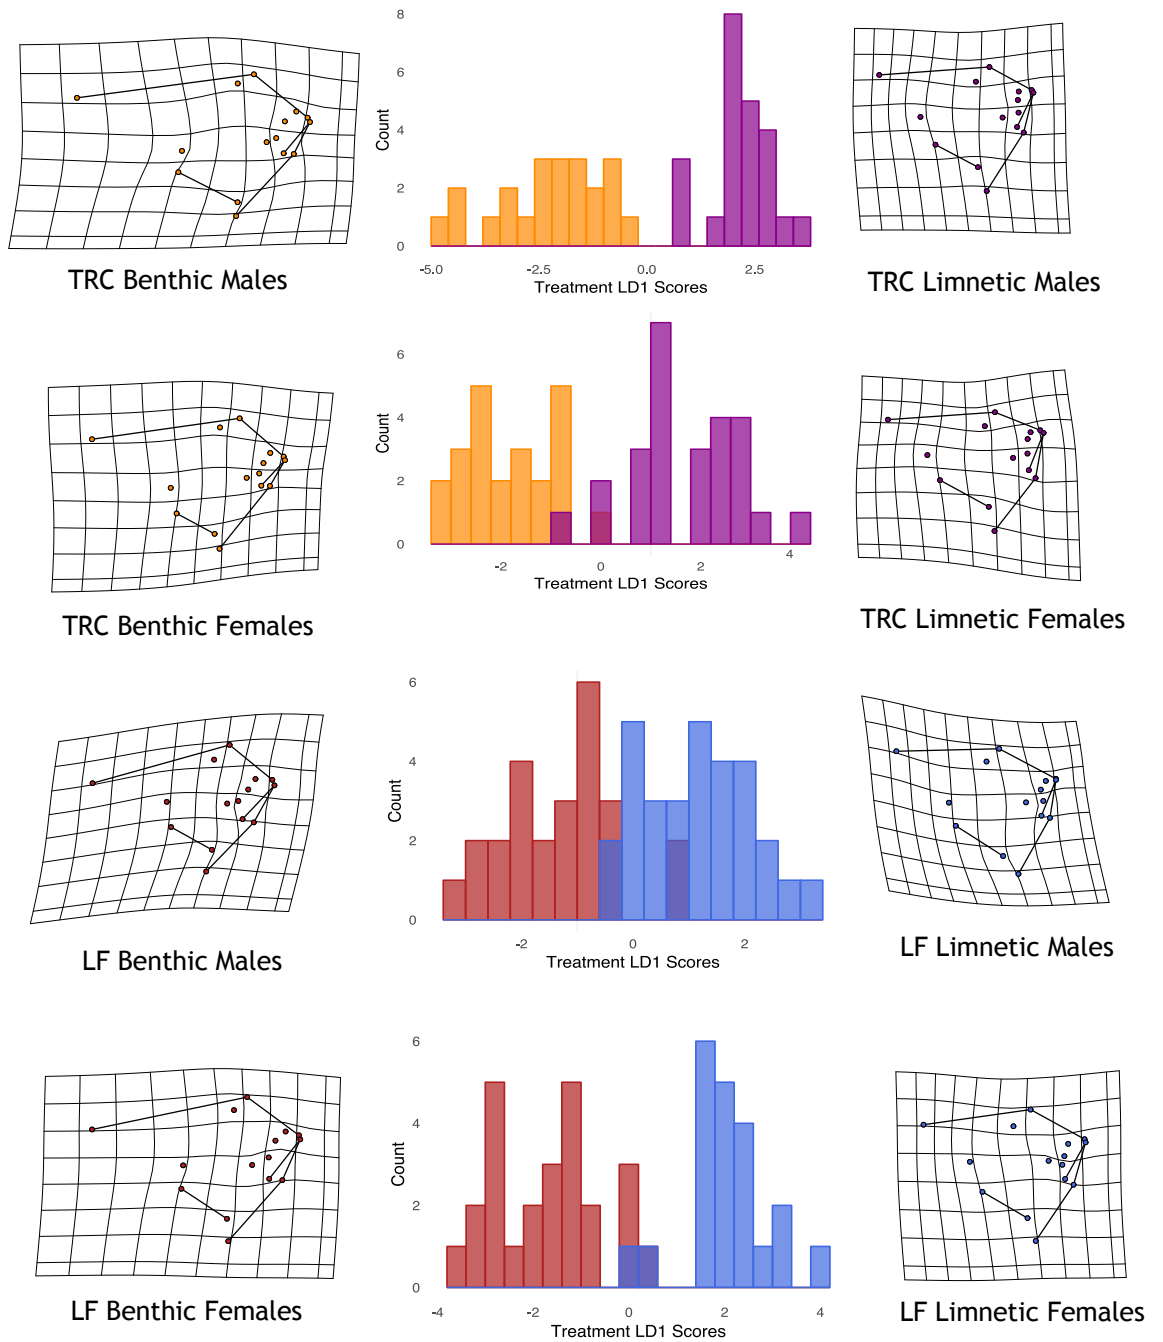 8
6
4
2
0
Count
-5.0 -2.5 0.0 2.5
Treatment LD1 Scores
TRC Benthic Males
TRC Limnetic Males
6
4
2
0
Count
-2 0 2 4
Treatment LD1 Scores
TRC Benthic Females
TRC Limnetic Females
6
4
2
0
Count
-2 0 2
Treatment LD1 Scores
LF Benthic Males
LF Limnetic Males
6
4
2
0
Count
-4 -2 0 2 4
Treatment LD1 Scores
LF Benthic Females
LF Limnetic Females